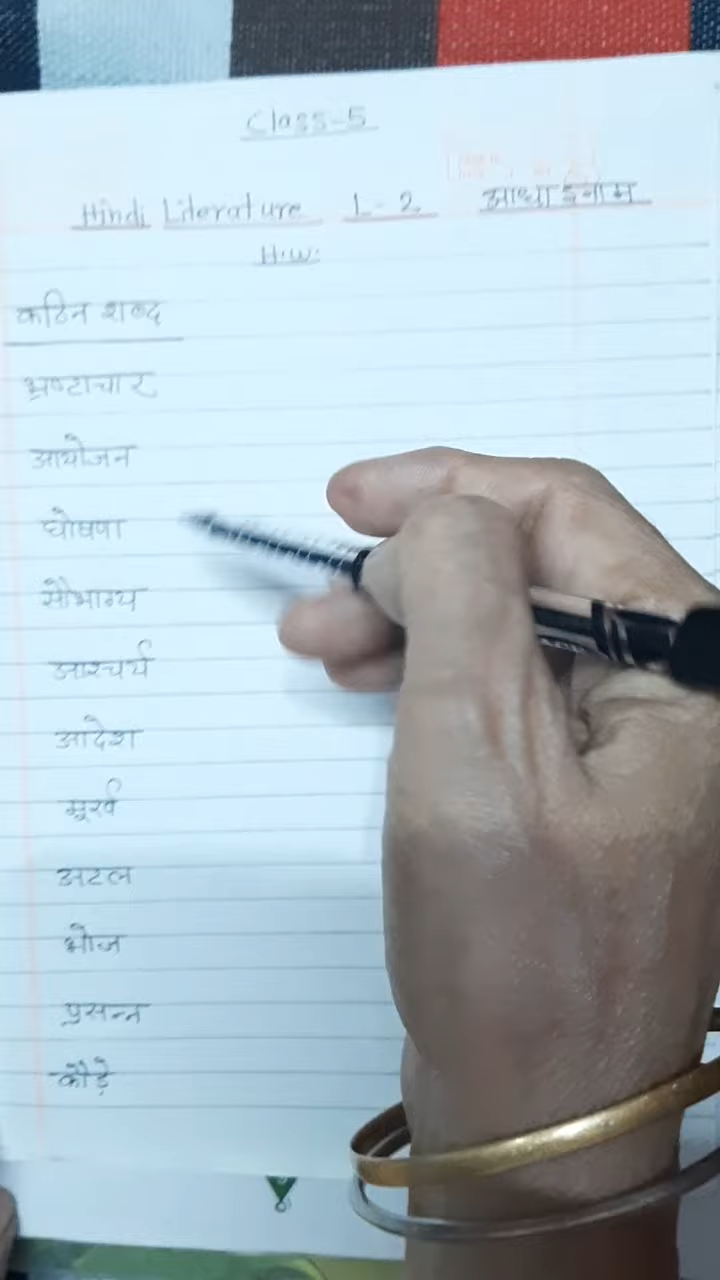 Class-5
Hindi Literature L-2 आधा इनाम
H.W.
कठिन शब्द
भ्रष्टाचार
आयोजन
घोषणा
सौभाग्य
आश्चर्य
आदेश
मूर्ख
अटल
भोज
प्रसन्न
कोड़े